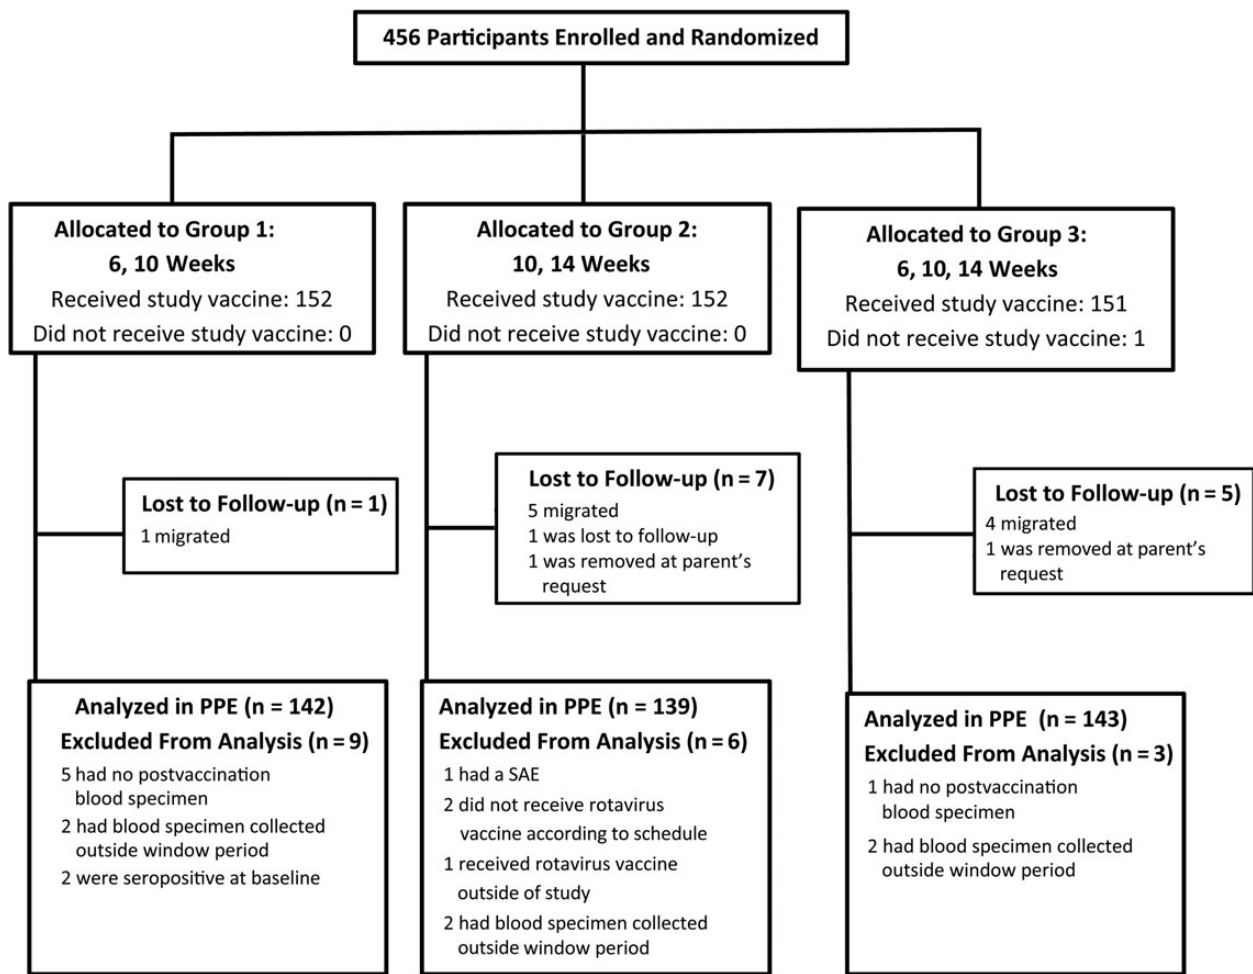 456 Participants Enrolled and Randomized
Allocated to Group 1:
6, 10 Weeks
Received study vaccine: 152
Did not receive study vaccine: 0
Allocated to Group 2:
10, 14 Weeks
Received study vaccine: 152
Did not receive study vaccine: 0
Allocated to Group 3:
6, 10, 14 Weeks
Received study vaccine: 151
Did not receive study vaccine: 1
Lost to Follow-up (n = 1)
1 migrated
Lost to Follow-up (n = 7)
5 migrated
1 was lost to follow-up
1 was removed at parent's
request
Lost to Follow-up (n = 5)
4 migrated
1 was removed at parent's
request
Analyzed in PPE (n = 142)
Excluded From Analysis (n = 9)
5 had no postvaccination
blood specimen
2 had blood specimen collected
outside window period
2 were seropositive at baseline
Analyzed in PPE (n = 139)
Excluded From Analysis (n = 6)
1 had a SAE
2 did not receive rotavirus
vaccine according to schedule
1 received rotavirus vaccine
outside of study
2 had blood specimen collected
outside window period
Analyzed in PPE (n = 143)
Excluded From Analysis (n = 3)
1 had no postvaccination
blood specimen
2 had blood specimen collected
outside window period